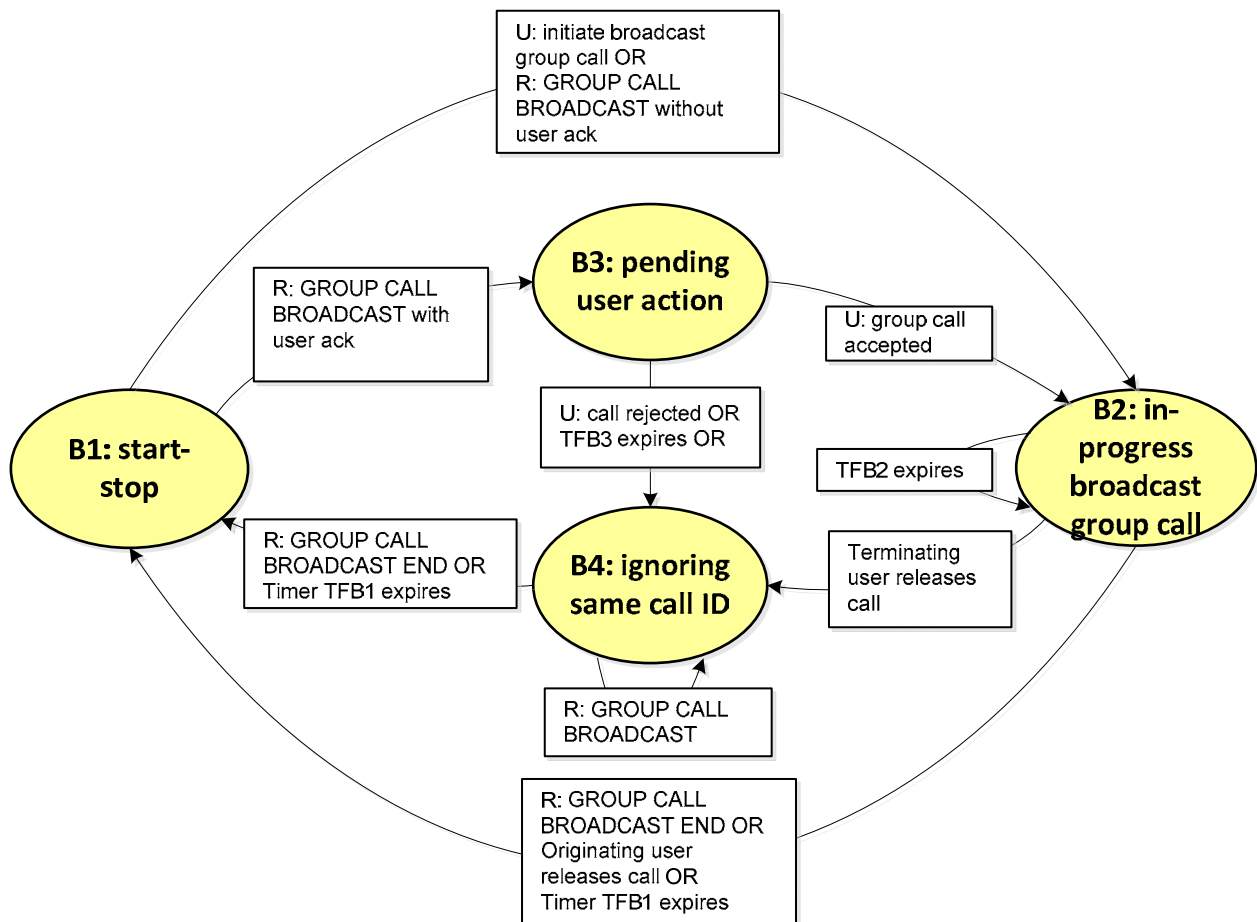 U: initiate broadcast
group call OR
R: GROUP CALL
BROADCAST without
user ack
B3: pending
user action
R: GROUP CALL
BROADCAST with
user ack
U: group call
accepted
U: call rejected OR
TFB3 expires OR
B1: start-
stop
B2: in-
progress
broadcast
group call
TFB2 expires
R: GROUP CALL
BROADCAST END OR
Timer TFB1 expires
B4: ignoring
same call ID
Terminating
user releases
call
R: GROUP CALL
BROADCAST
R: GROUP CALL
BROADCAST END OR
Originating user
releases call OR
Timer TFB1 expires